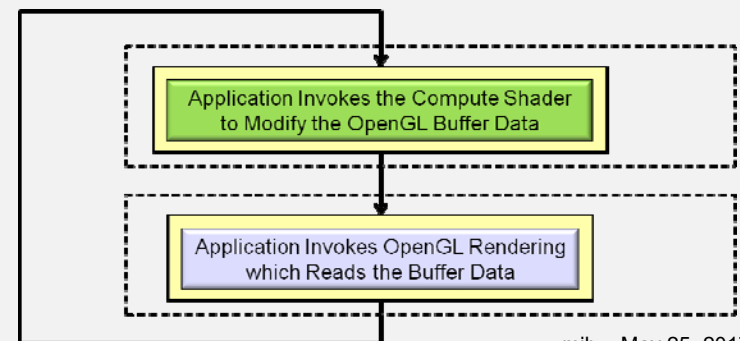 Application Invokes the Compute Shader
to Modify the OpenGL Buffer Data
Application Invokes OpenGL Rendering
which Reads the Buffer Data